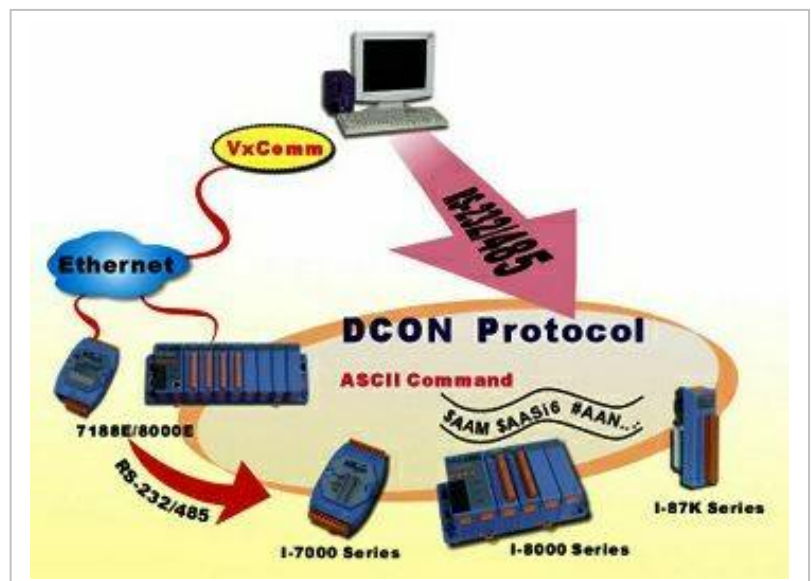 VxComm
RS-232/485
Ethernet
DCON Protocol
ASCII Command
$AAM $AASi6 #AAN...
7188E/8000E
RS-232/485
I-87K Series
I-7000 Series
I-8000 Series